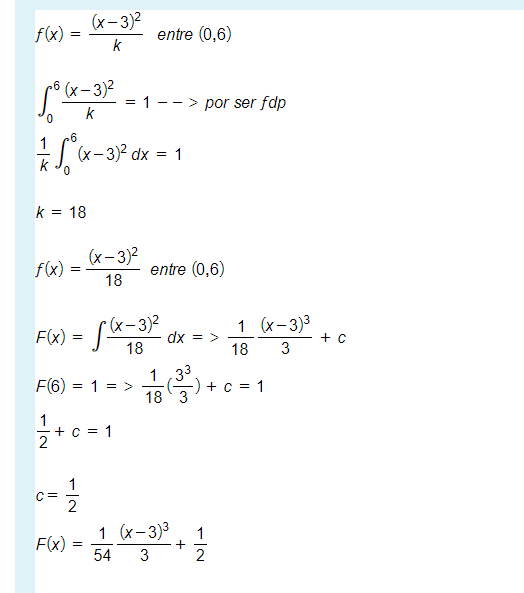 f(x) = (x−3)²/k entre (0,6)
∫₀⁶ (x−3)²/k = 1 −− > por ser fdp
1/k ∫₀⁶ (x−3)² dx = 1
k = 18
f(x) = (x−3)²/18 entre (0,6)
F(x) = ∫ (x−3)²/18 dx = > 1/18 (x−3)³/3 + c
F(6) = 1 = > 1/18 (3³/3) + c = 1
1/2 + c = 1
c = 1/2
F(x) = 1/54 (x−3)³/3 + 1/2